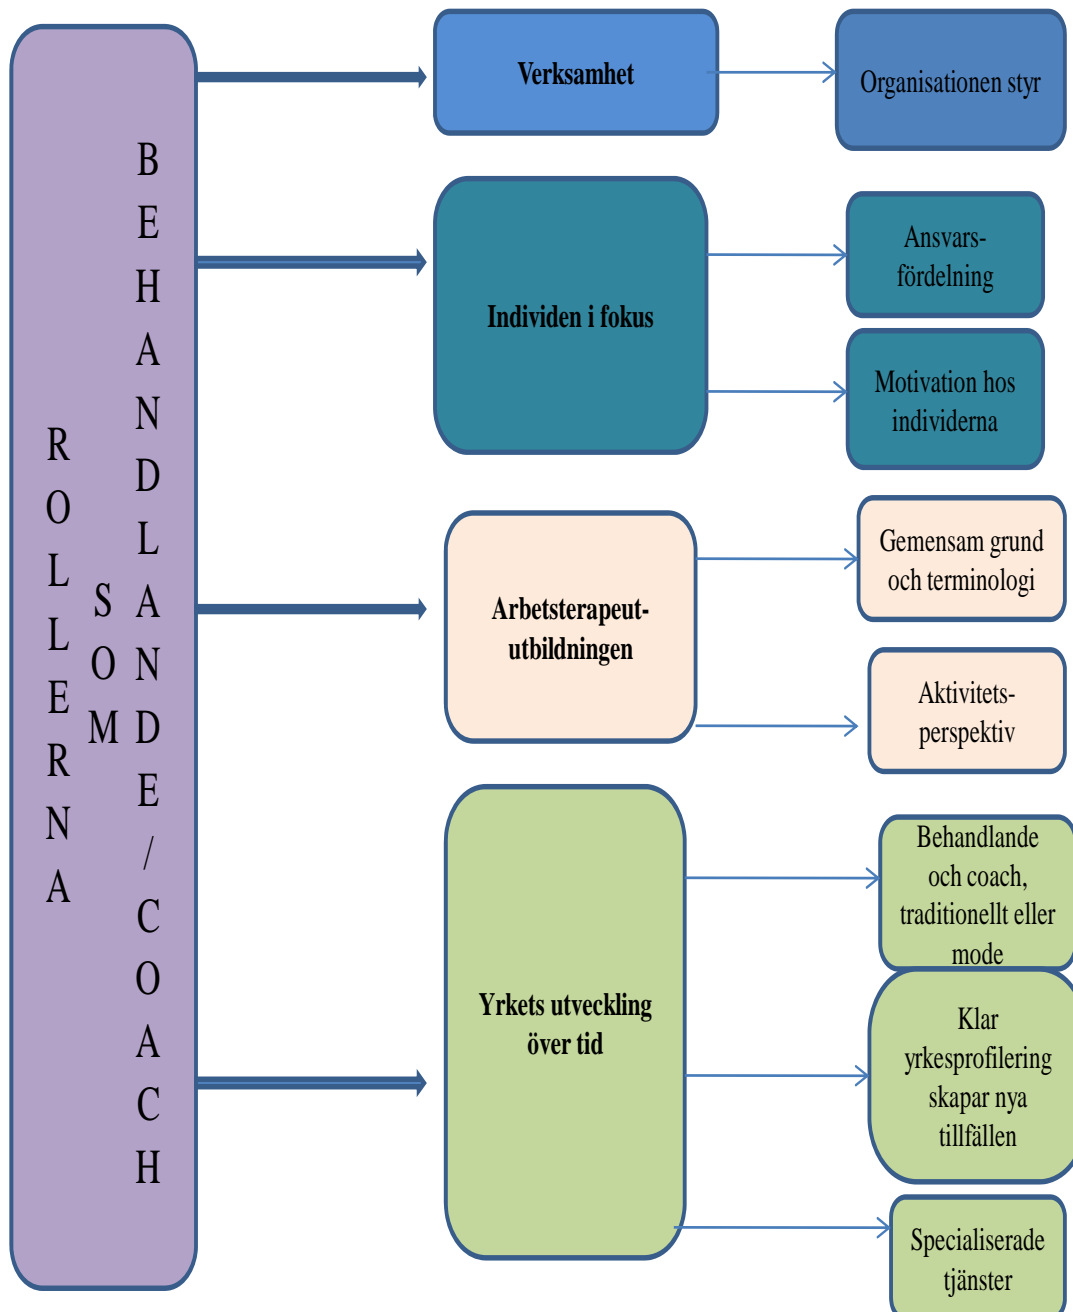 ROLLERNA
SOM
BEHANDLANDE/COACH
Verksamhet
Organisationen styr
Individen i fokus
Ansvars-
fördelning
Motivation hos
individerna
Arbetsterapeut-
utbildningen
Gemensam grund
och terminologi
Aktivitets-
perspektiv
Yrkets utveckling
över tid
Behandlande
och coach,
traditionellt eller
mode
Klar
yrkesprofilering
skapar nya
tillfällen
Specialiserade
tjänster